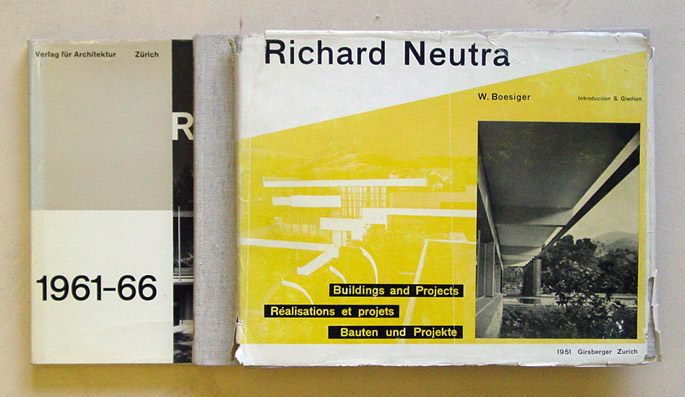 Verlag für Architektur Zürich
R
1961–66
Richard Neutra
W. Boesiger
Introduction S. Giedion
Buildings and Projects
Réalisations et projets
Bauten und Projekte
1951 Girsberger Zurich